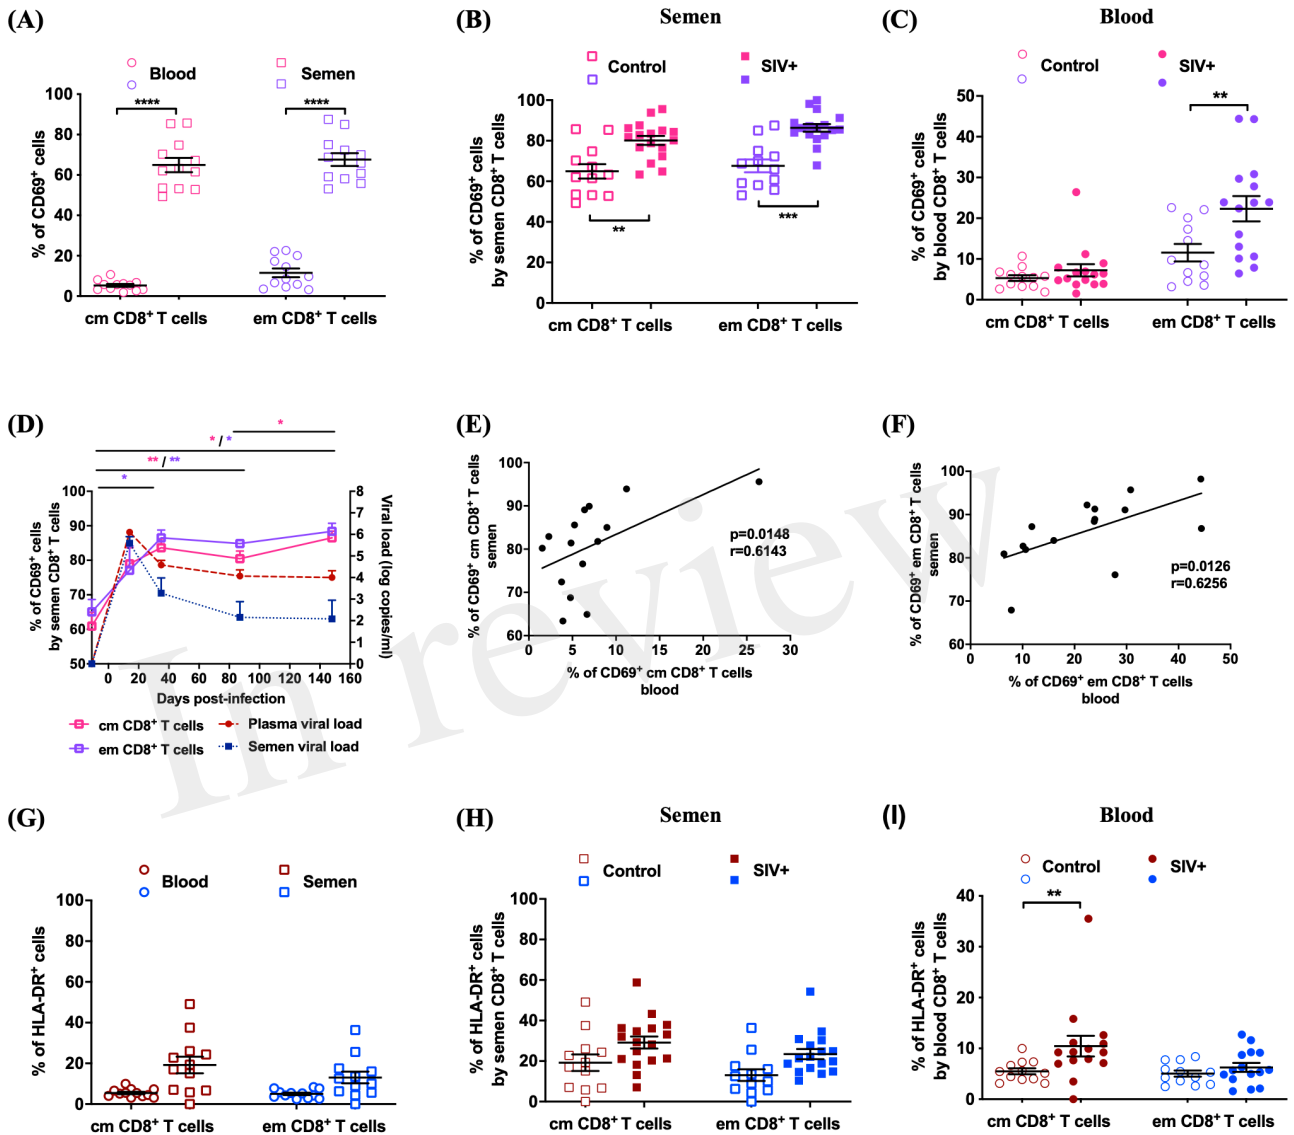 (A)
Blood
Semen
% of CD69+ cells
100
80
60
40
20
0
****
****
cm CD8+ T cells
em CD8+ T cells
(B)
Semen
Control
SIV+
% of CD69+ cells
by semen CD8+ T cells
100
80
60
40
20
0
**
***
cm CD8+ T cells
em CD8+ T cells
(C)
Blood
Control
SIV+
% of CD69+ cells
by blood CD8+ T cells
50
40
30
20
10
0
**
cm CD8+ T cells
em CD8+ T cells
(D)
*
* / *
** / **
*
% of CD69+ cells
by semen CD8+ T cells
100
90
80
70
60
50
8
7
6
5
4
3
2
1
0
Viral load (log copies/ml)
0 20 40 60 80 100 120 140 160
Days post-infection
cm CD8+ T cells
Plasma viral load
em CD8+ T cells
Semen viral load
(E)
% of CD69+ cm CD8+ T cells
semen
100
90
80
70
60
p=0.0148
r=0.6143
0 5 10 15 20 25 30
% of CD69+ cm CD8+ T cells
blood
(F)
% of CD69+ em CD8+ T cells
semen
100
90
80
70
60
p=0.0126
r=0.6256
0 10 20 30 40 50
% of CD69+ em CD8+ T cells
blood
In review
(G)
Blood
Semen
% of HLA-DR+ cells
100
80
60
40
20
0
cm CD8+ T cells
em CD8+ T cells
(H)
Semen
Control
SIV+
% of HLA-DR+ cells
by semen CD8+ T cells
100
80
60
40
20
0
cm CD8+ T cells
em CD8+ T cells
(I)
Blood
Control
SIV+
% of HLA-DR+ cells
by blood CD8+ T cells
40
30
20
10
0
**
cm CD8+ T cells
em CD8+ T cells